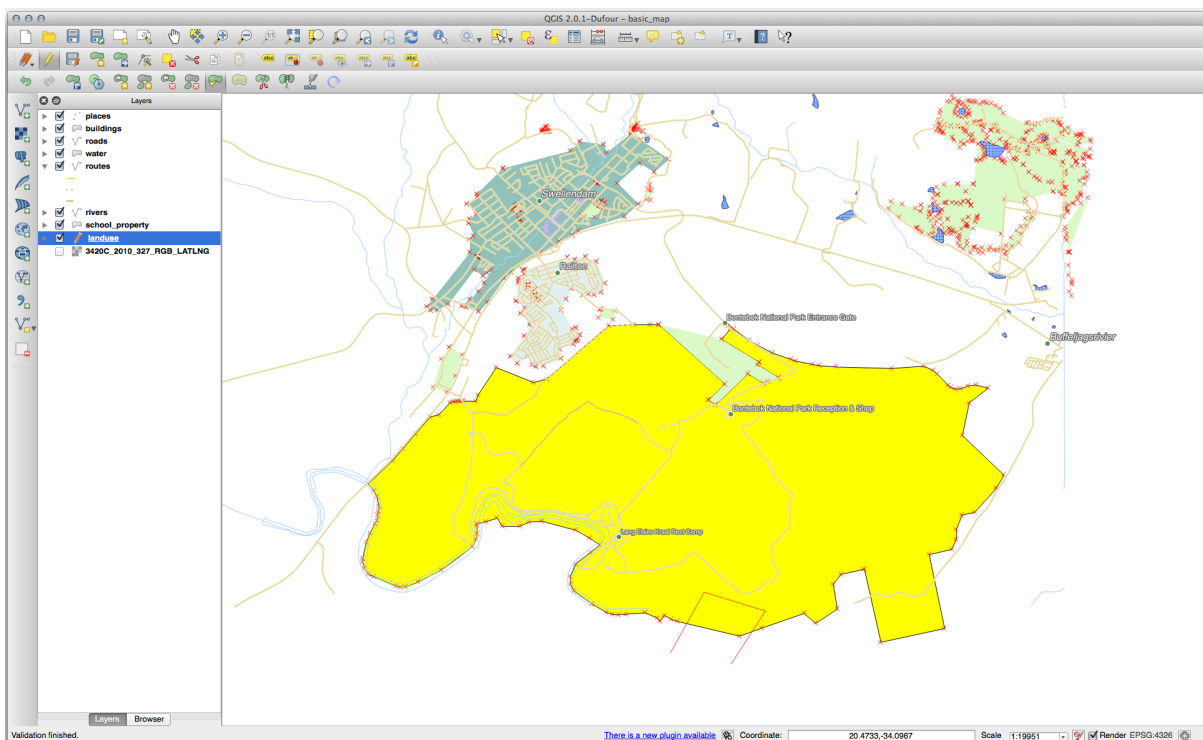 QGIS 2.0.1-Dufour – basic_map
Layers
places
buildings
roads
water
routes
rivers
school_property
landuse
3420C_2010_327_RGB_LATLNG
Swellendam
Railton
Bontebok National Park Entrance Gate
Buffeljagsrivier
Bontebok National Park Reception & Shop
Lang Elsies Kraal Rest Camp
Layers Browser
Validation finished.
There is a new plugin available
Coordinate: 20.4733,-34.0967
Scale 1:19951
Render EPSG:4326